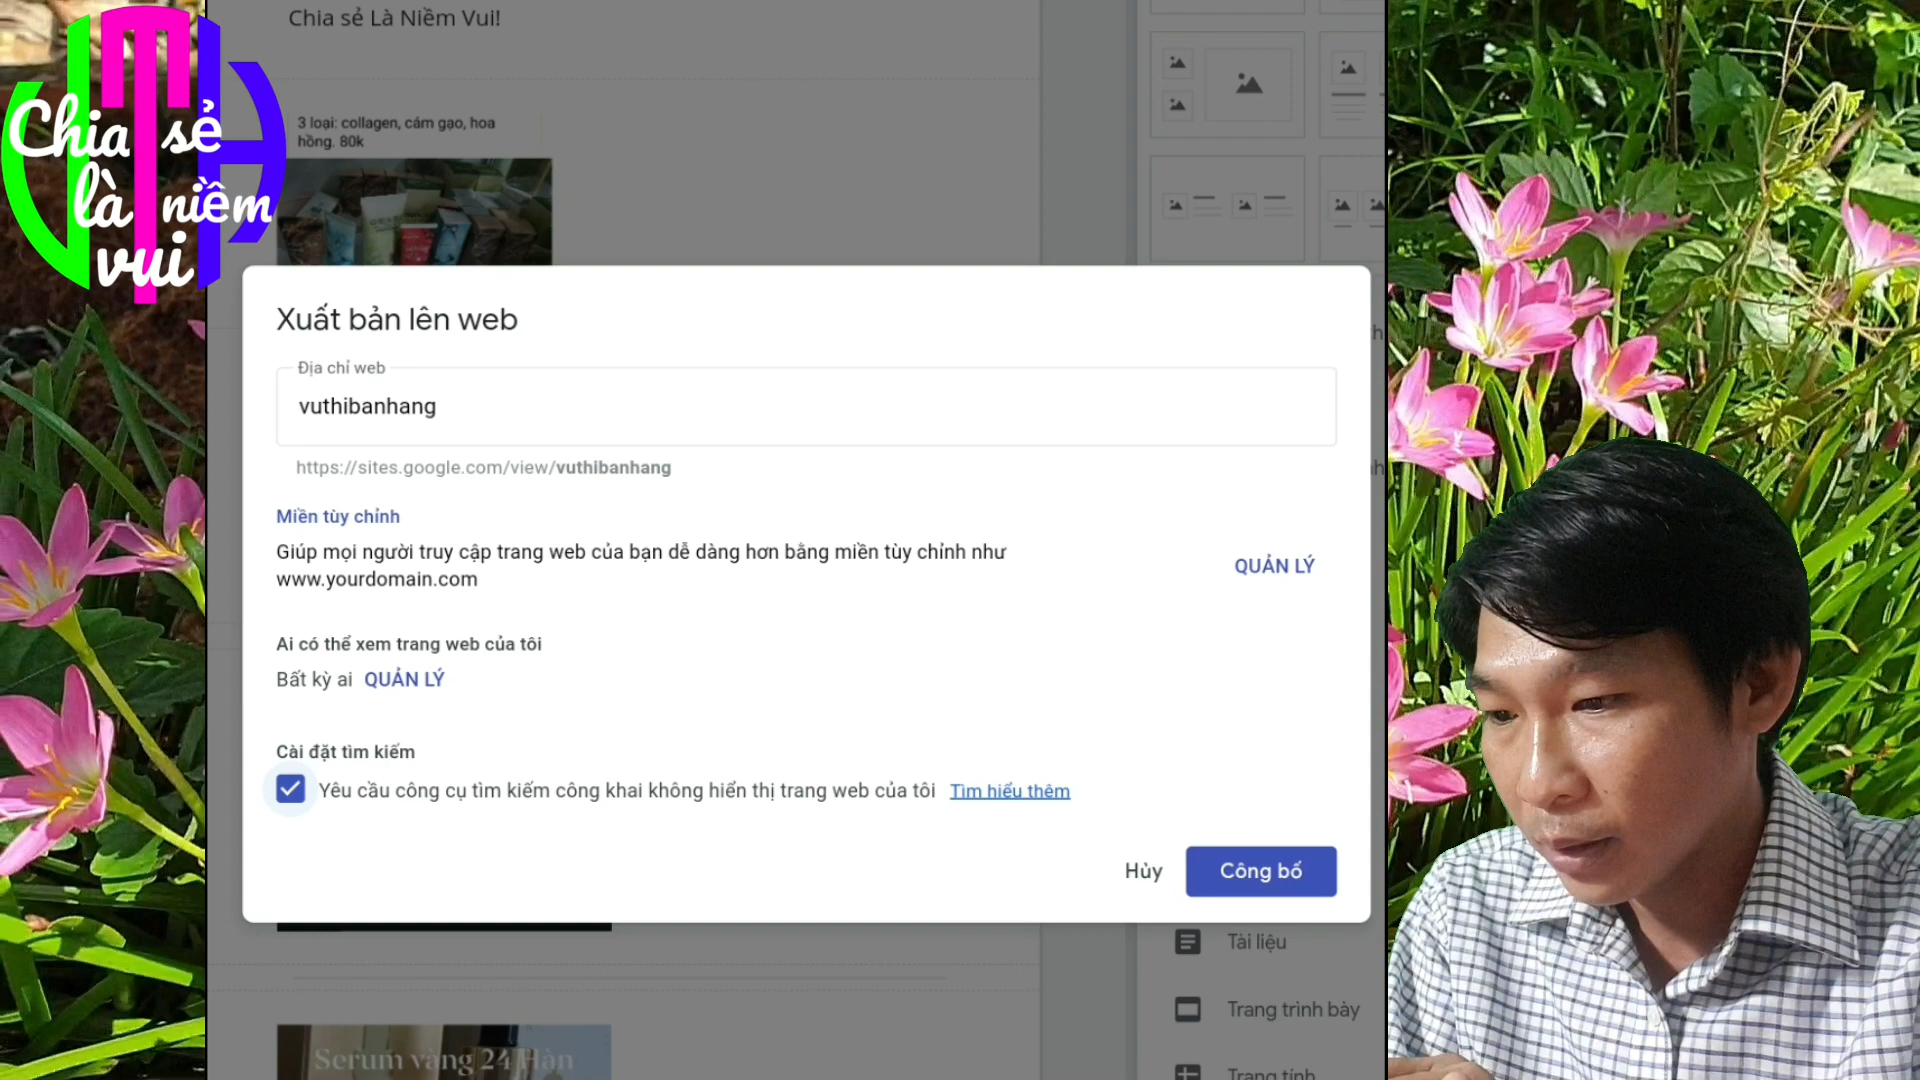 Chia sẻ Là Niềm Vui!
Chia sẻ
là niềm
vui
3 loại: collagen, cám gạo, hoa
hồng. 80k
Xuất bản lên web
Địa chỉ web
vuthibanhang
https://sites.google.com/view/vuthibanhang
Miền tùy chỉnh
Giúp mọi người truy cập trang web của bạn dễ dàng hơn bằng miền tùy chỉnh như
www.yourdomain.com
QUẢN LÝ
Ai có thể xem trang web của tôi
Bất kỳ ai QUẢN LÝ
Cài đặt tìm kiếm
Yêu cầu công cụ tìm kiếm công khai không hiển thị trang web của tôi Tìm hiểu thêm
Hủy
Công bố
Tài liệu
Trang trình bày
Trang tính
Serum vàng 24 Hàn